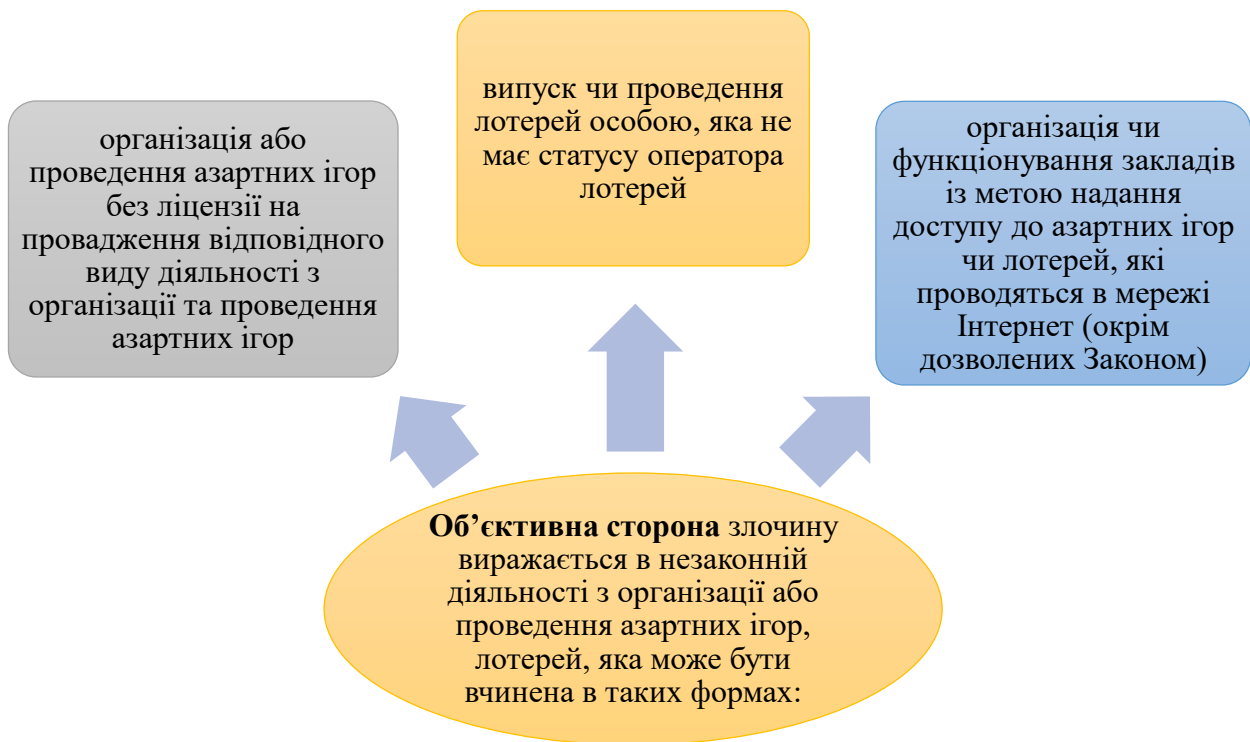 організація або
проведення азартних ігор
без ліцензії на
провадження відповідного
виду діяльності з
організації та проведення
азартних ігор
випуск чи проведення
лотерей особою, яка не
має статусу оператора
лотерей
організація чи
функціонування закладів
із метою надання
доступу до азартних ігор
чи лотерей, які
проводяться в мережі
Інтернет (окрім
дозволених Законом)
Об’єктивна сторона злочину
виражається в незаконній
діяльності з організації або
проведення азартних ігор,
лотерей, яка може бути
вчинена в таких формах: